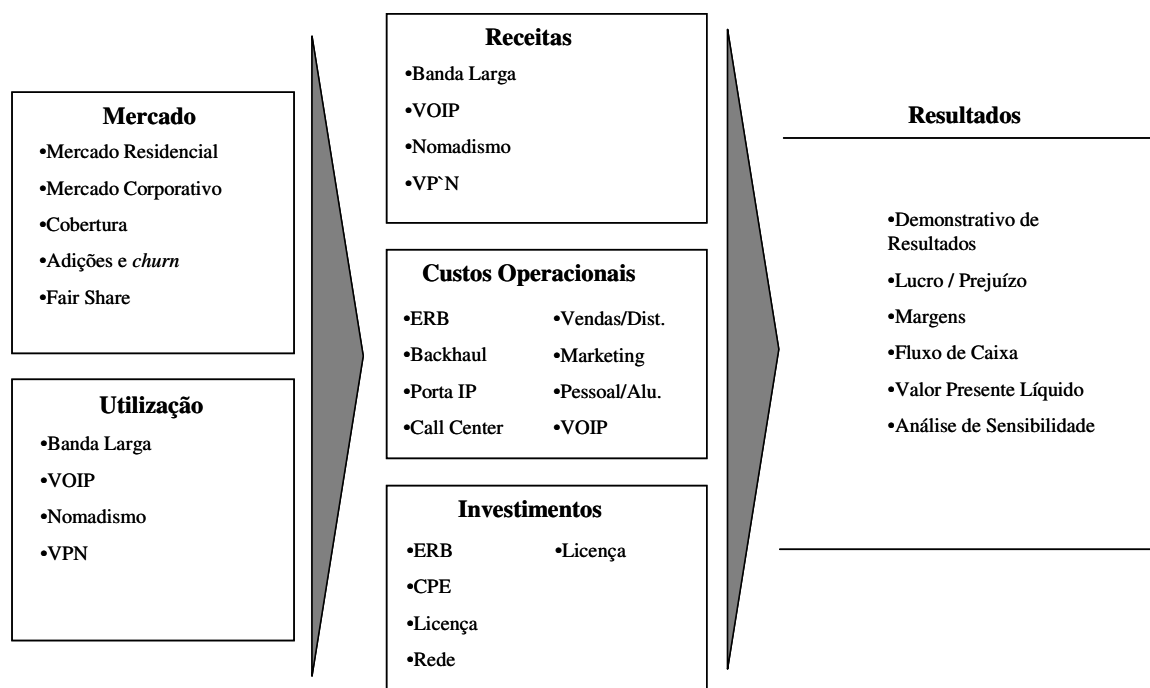 Mercado
•Mercado Residencial
•Mercado Corporativo
•Cobertura
•Adições e churn
•Fair Share
Utilização
•Banda Larga
•VOIP
•Nomadismo
•VPN
Receitas
•Banda Larga
•VOIP
•Nomadismo
•VP`N
Custos Operacionais
•ERB
•Backhaul
•Porta IP
•Call Center
•Vendas/Dist.
•Marketing
•Pessoal/Alu.
•VOIP
Investimentos
•ERB
•CPE
•Licença
•Rede
•Licença
Resultados
•Demonstrativo de
Resultados
•Lucro / Prejuízo
•Margens
•Fluxo de Caixa
•Valor Presente Líquido
•Análise de Sensibilidade